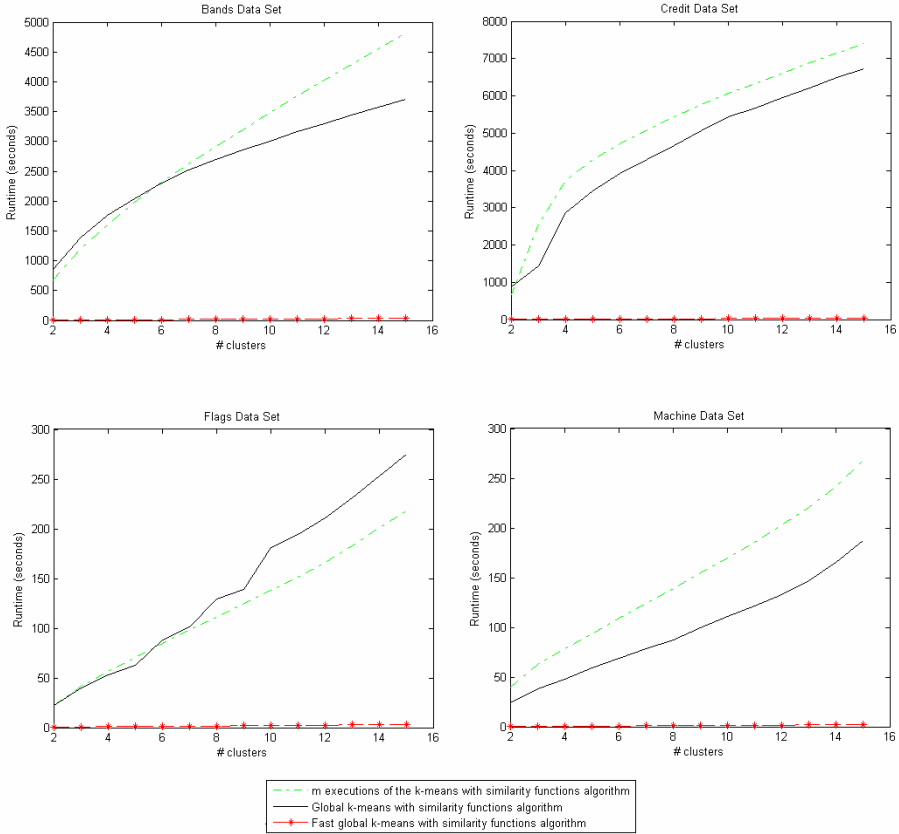 Bands Data Set
5000
4500
4000
3500
3000
2500
2000
1500
1000
500
0
Runtime (seconds)
2 4 6 8 10 12 14 16
# clusters
Credit Data Set
8000
7000
6000
5000
4000
3000
2000
1000
0
Runtime (seconds)
2 4 6 8 10 12 14 16
# clusters
Flags Data Set
300
250
200
150
100
50
0
Runtime (seconds)
2 4 6 8 10 12 14 16
# clusters
Machine Data Set
300
250
200
150
100
50
0
Runtime (seconds)
2 4 6 8 10 12 14 16
# clusters
m executions of the k-means with similarity functions algorithm
Global k-means with similarity functions algorithm
Fast global k-means with similarity functions algorithm